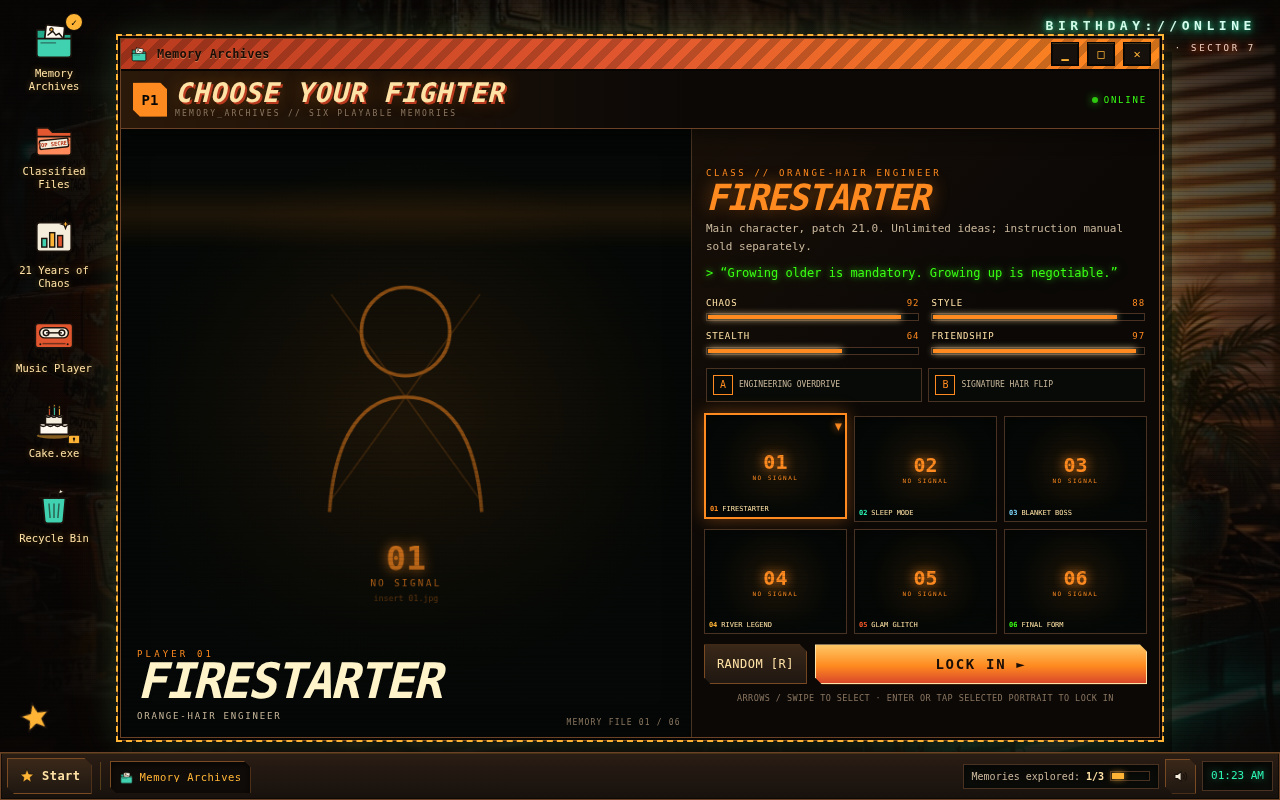 BIRTHDAY://ONLINE
· SECTOR 7
✓
Memory
Archives
OP SECRE
Classified
Files
21 Years of
Chaos
Music Player
Cake.exe
Recycle Bin
Memory Archives
P1
CHOOSE YOUR FIGHTER
MEMORY_ARCHIVES // SIX PLAYABLE MEMORIES
ONLINE
01
NO SIGNAL
insert 01.jpg
PLAYER 01
FIRESTARTER
ORANGE-HAIR ENGINEER
MEMORY FILE 01 / 06
CLASS // ORANGE-HAIR ENGINEER
FIRESTARTER
Main character, patch 21.0. Unlimited ideas; instruction manual
sold separately.
> “Growing older is mandatory. Growing up is negotiable.”
CHAOS 92
STYLE 88
STEALTH 64
FRIENDSHIP 97
A ENGINEERING OVERDRIVE
B SIGNATURE HAIR FLIP
▼
01
NO SIGNAL
01 FIRESTARTER
02
NO SIGNAL
02 SLEEP MODE
03
NO SIGNAL
03 BLANKET BOSS
04
NO SIGNAL
04 RIVER LEGEND
05
NO SIGNAL
05 GLAM GLITCH
06
NO SIGNAL
06 FINAL FORM
RANDOM [R]
LOCK IN ►
ARROWS / SWIPE TO SELECT · ENTER OR TAP SELECTED PORTRAIT TO LOCK IN
Start
Memory Archives
Memories explored: 1/3
01:23 AM